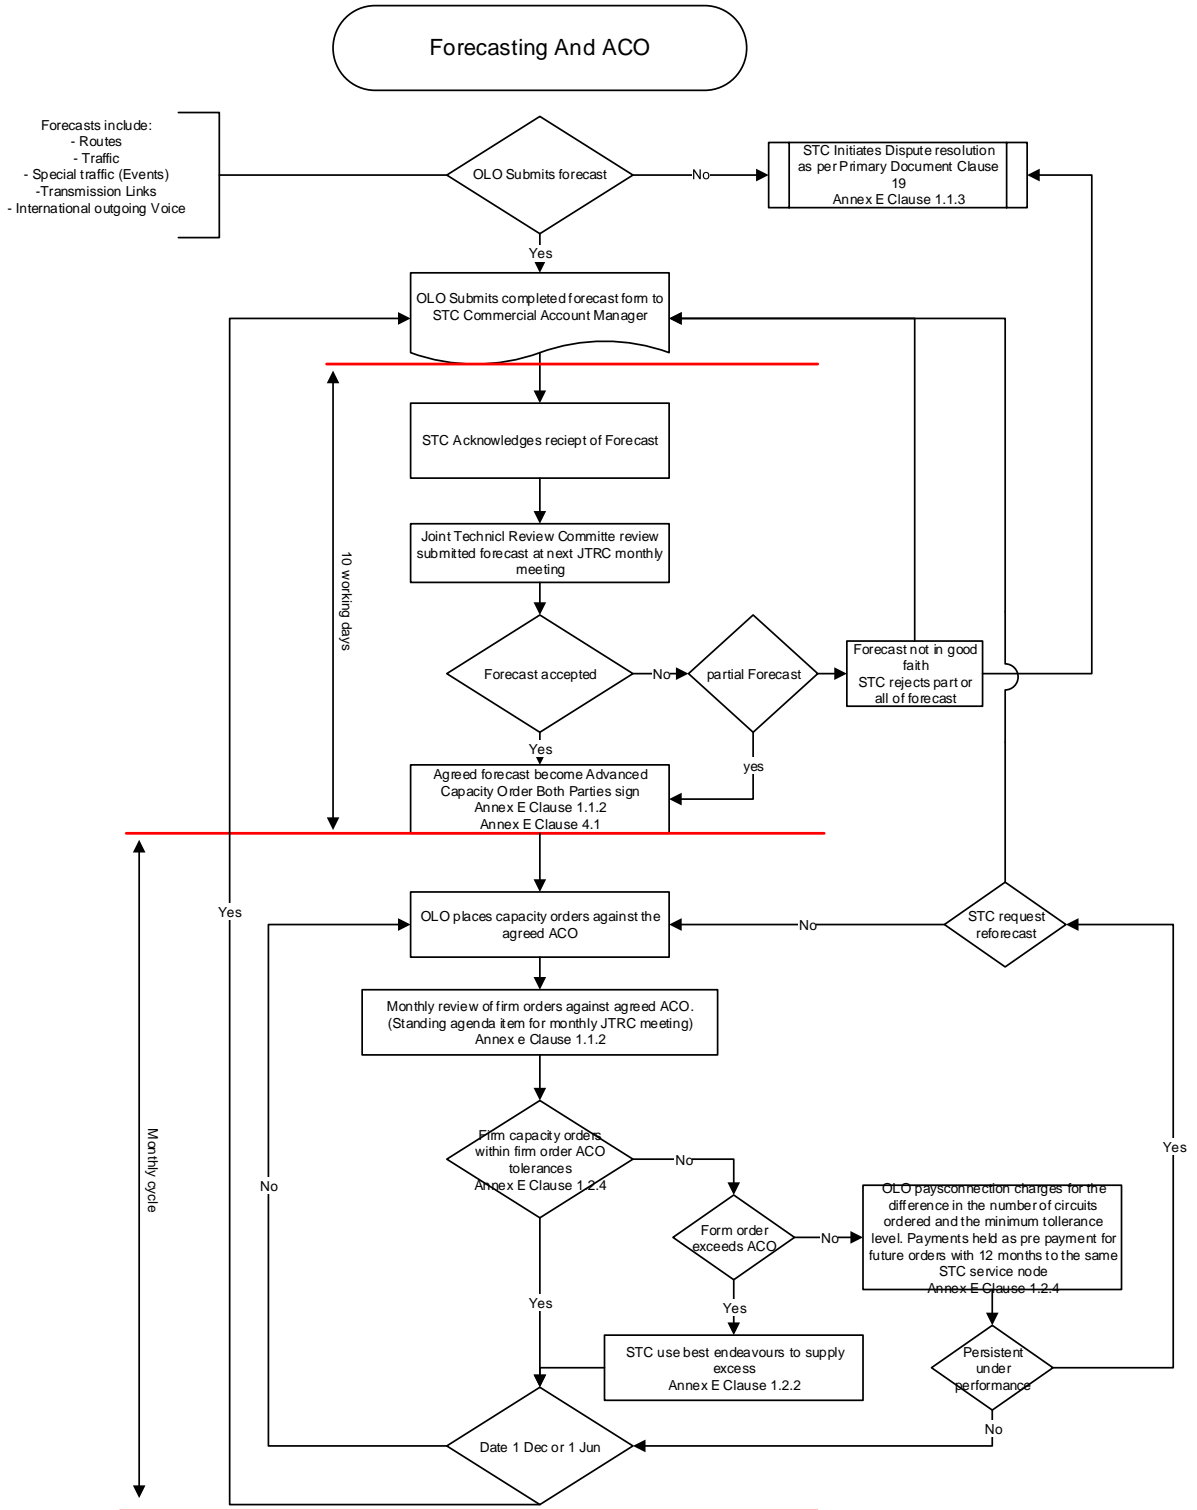 Forecasting And ACO
Forecasts include:
- Routes
- Traffic
- Special traffic (Events)
-Transmission Links
- International outgoing Voice
OLO Submits forecast
No
STC Initiates Dispute resolution
as per Primary Document Clause
19
Annex E Clause 1.1.3
Yes
OLO Submits completed forecast form to
STC Commercial Account Manager
STC Acknowledges reciept of Forecast
Joint Technicl Review Committe review
submitted forecast at next JTRC monthly
meeting
10 working days
Forecast accepted
No
partial Forecast
Forecast not in good
faith
STC rejects part or
all of forecast
Yes
yes
Agreed forecast become Advanced
Capacity Order Both Parties sign
Annex E Clause 1.1.2
Annex E Clause 4.1
Yes
OLO places capacity orders against the
agreed ACO
No
STC request
reforecast
Monthly review of firm orders against agreed ACO.
(Standing agenda item for monthly JTRC meeting)
Annex e Clause 1.1.2
Monthly cycle
Firm capacity orders
within firm order ACO
tolerances
Annex E Clause 1.2.4
No
No
Yes
Form order
exceeds ACO
No
OLO paysconnection charges for the
difference in the number of circuits
ordered and the minimum tollerance
level. Payments held as pre payment for
future orders with 12 months to the same
STC service node
Annex E Clause 1.2.4
Yes
Yes
STC use best endeavours to supply
excess
Annex E Clause 1.2.2
Persistent
under
performance
No
Date 1 Dec or 1 Jun